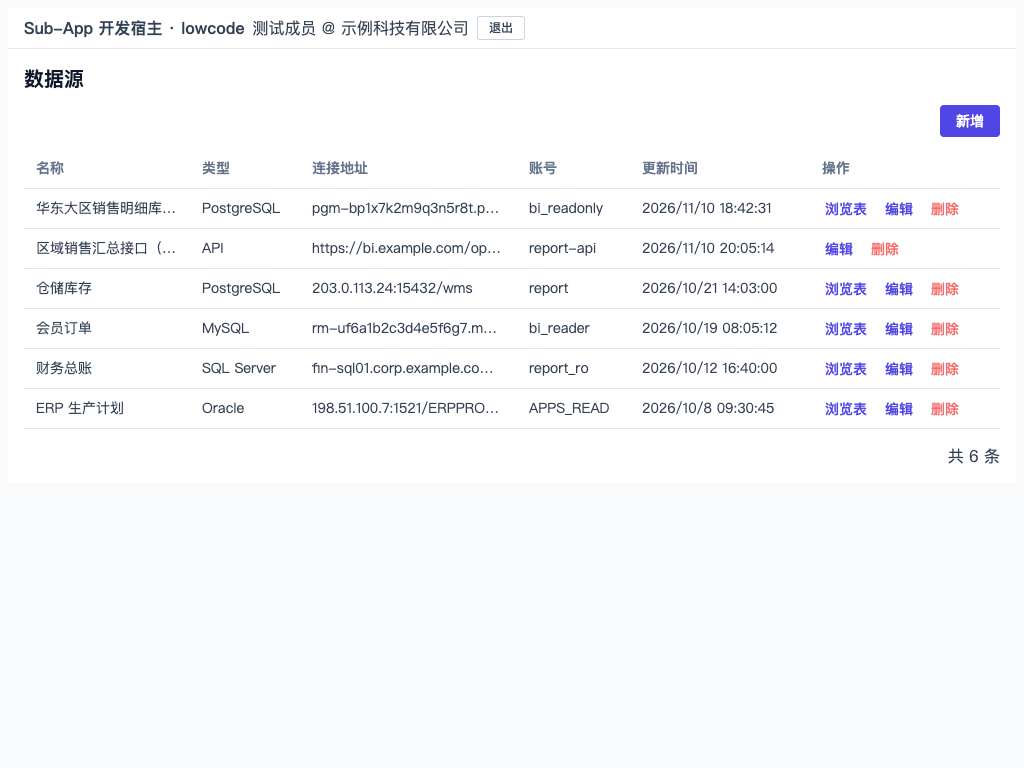 Sub-App 开发宿主 · lowcode 测试成员 @ 示例科技有限公司 退出
数据源
新增
名称 类型 连接地址 账号 更新时间 操作
华东大区销售明细库… PostgreSQL pgm-bp1x7k2m9q3n5r8t.p… bi_readonly 2026/11/10 18:42:31 浏览表 编辑 删除
区域销售汇总接口（… API https://bi.example.com/op… report-api 2026/11/10 20:05:14 编辑 删除
仓储库存 PostgreSQL 203.0.113.24:15432/wms report 2026/10/21 14:03:00 浏览表 编辑 删除
会员订单 MySQL rm-uf6a1b2c3d4e5f6g7.m… bi_reader 2026/10/19 08:05:12 浏览表 编辑 删除
财务总账 SQL Server fin-sql01.corp.example.co… report_ro 2026/10/12 16:40:00 浏览表 编辑 删除
ERP 生产计划 Oracle 198.51.100.7:1521/ERPPRO… APPS_READ 2026/10/8 09:30:45 浏览表 编辑 删除
共 6 条